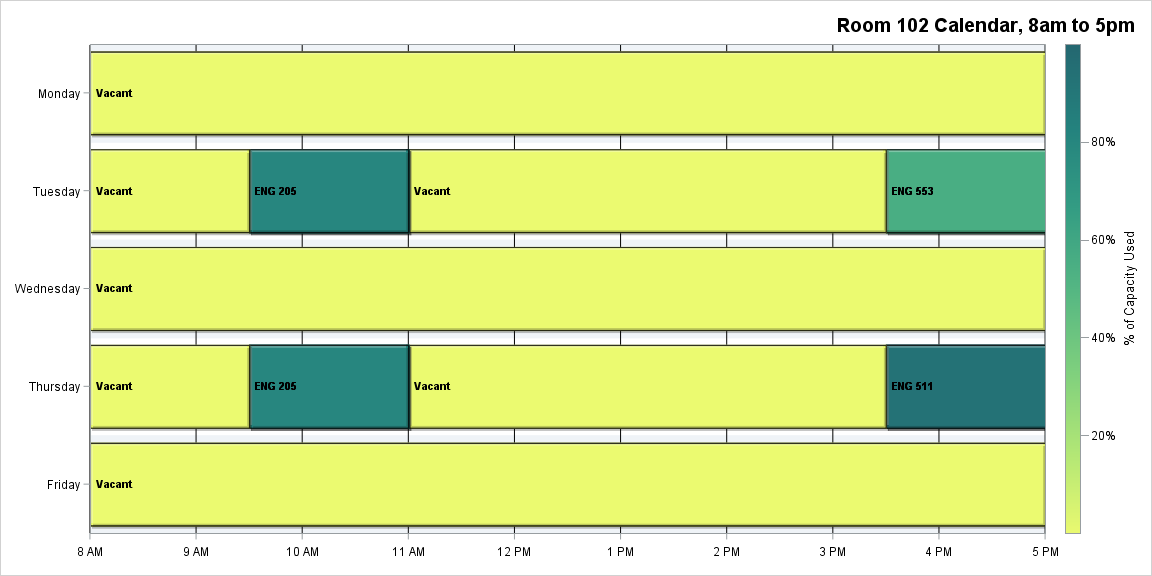 Room 102 Calendar, 8am to 5pm
Monday
Vacant
Tuesday
Vacant
ENG 205
Vacant
ENG 553
Wednesday
Vacant
Thursday
Vacant
ENG 205
Vacant
ENG 511
Friday
Vacant
8 AM
9 AM
10 AM
11 AM
12 PM
1 PM
2 PM
3 PM
4 PM
5 PM
80%
60%
40%
20%
% of Capacity Used